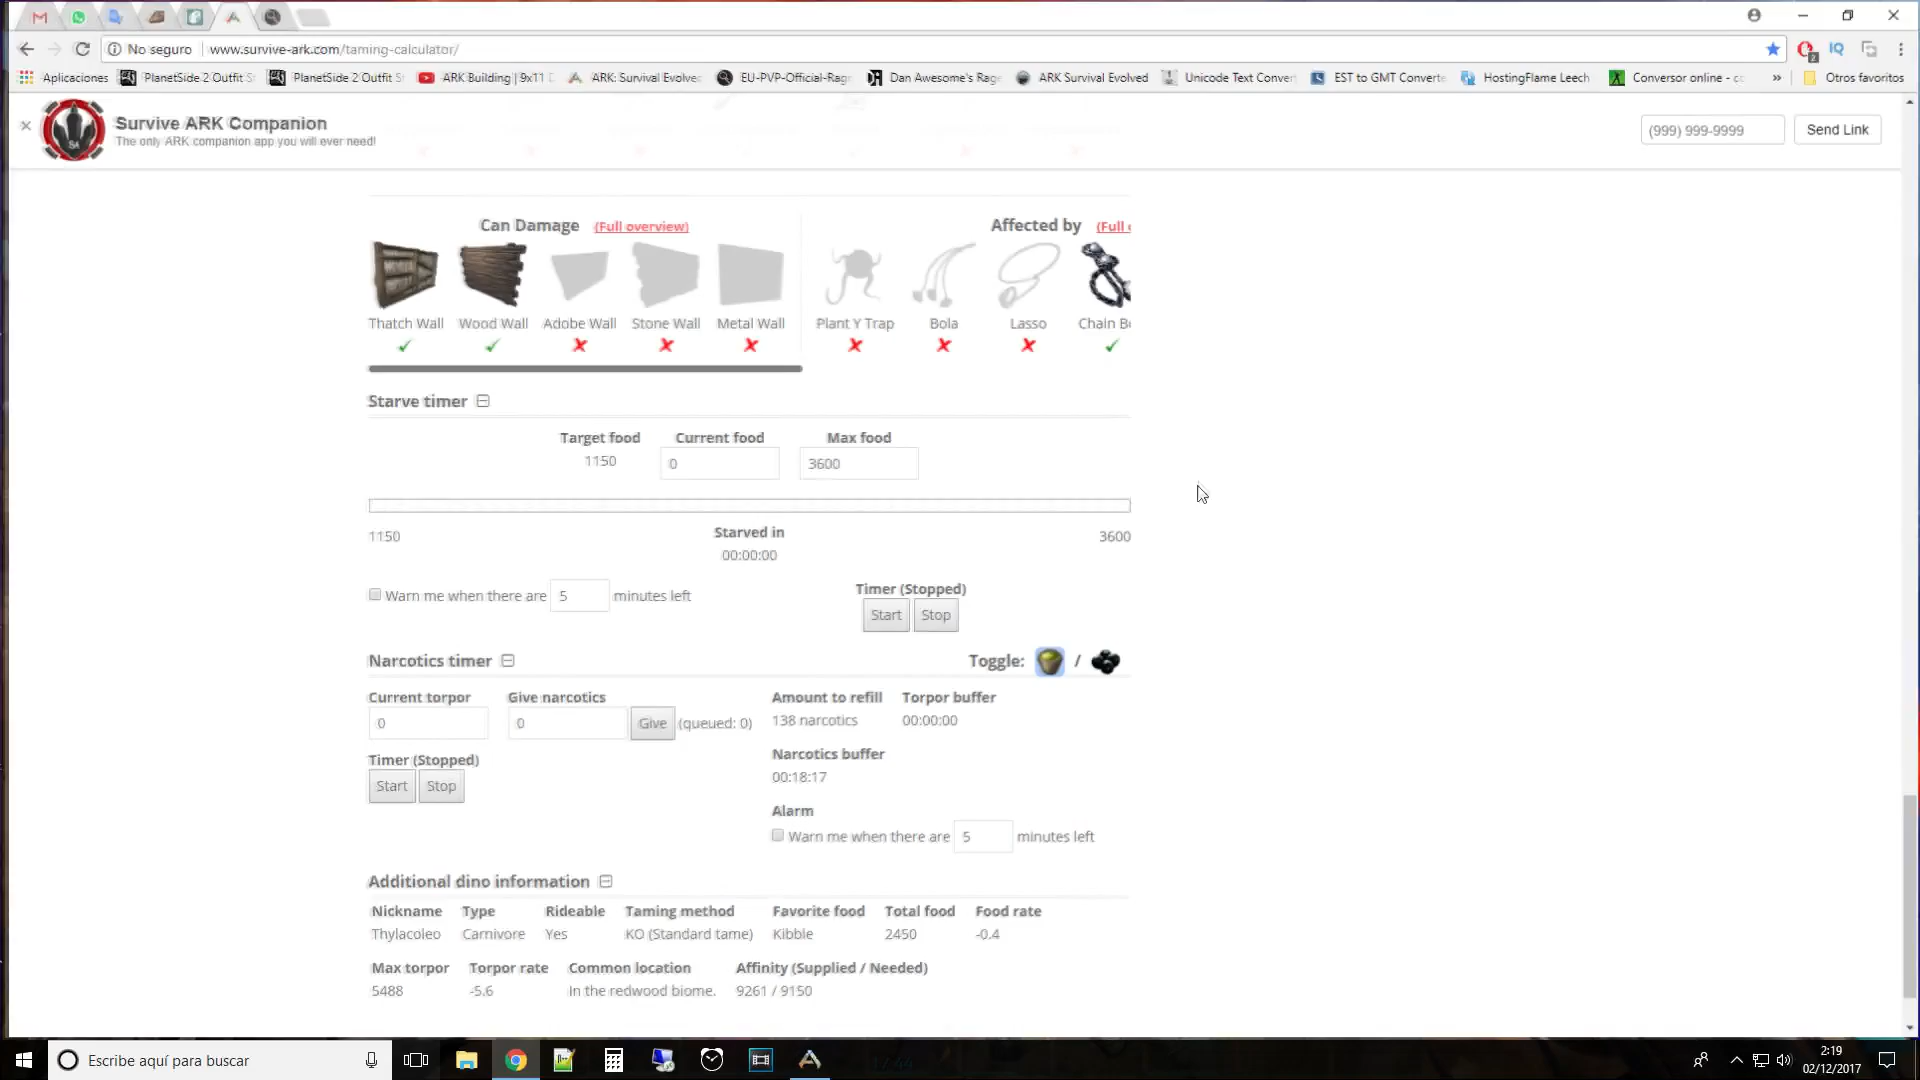 No seguro www.survive-ark.com/taming-calculator/
Aplicaciones PlanetSide 2 Outfit PlanetSide 2 Outfit ARK Building | 9x11 ARK: Survival Evolve EU-PVP-Official-Rag Dan Awesome's Rag ARK Survival Evolved Unicode Text Conver EST to GMT Converte HostingFlame Leech Conversor online - » Otros favoritos
Survive ARK Companion
The only ARK companion app you will ever need!
(999) 999-9999 Send Link
Can Damage (Full overview) Affected by (Full
Thatch Wall Wood Wall Adobe Wall Stone Wall Metal Wall Plant Y Trap Bola Lasso Chain B
Starve timer
Target food Current food Max food
1150 0 3600
1150 Starved in 3600
00:00:00
Warn me when there are 5 minutes left
Timer (Stopped)
Start Stop
Narcotics timer Toggle: /
Current torpor Give narcotics Amount to refill Torpor buffer
0 0 Give (queued: 0) 138 narcotics 00:00:00
Timer (Stopped) Narcotics buffer
Start Stop 00:18:17
Alarm
Warn me when there are 5 minutes left
Additional dino information
Nickname Type Rideable Taming method Favorite food Total food Food rate
Thylacoleo Carnivore Yes KO (Standard tame) Kibble 2450 -0.4
Max torpor Torpor rate Common location Affinity (Supplied / Needed)
5488 -5.6 In the redwood biome. 9261 / 9150
Escribe aquí para buscar
2:19
02/12/2017